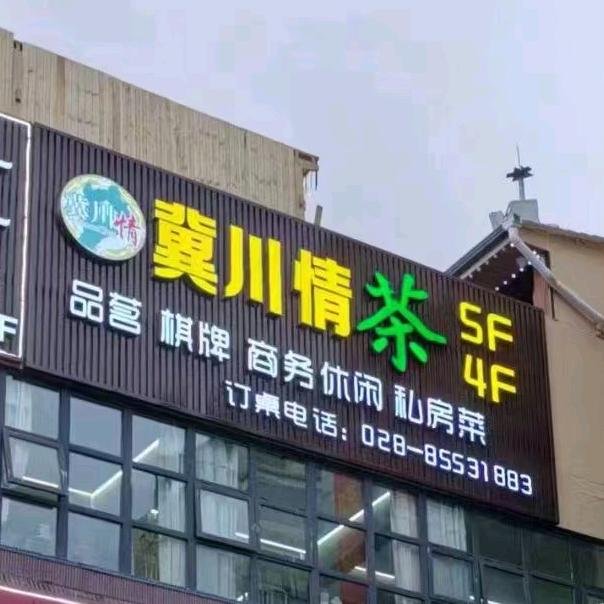 冀川情
冀川情茶
5F
4F
品茗 棋牌 商务休闲 私房菜
订桌电话：028-85531883
F